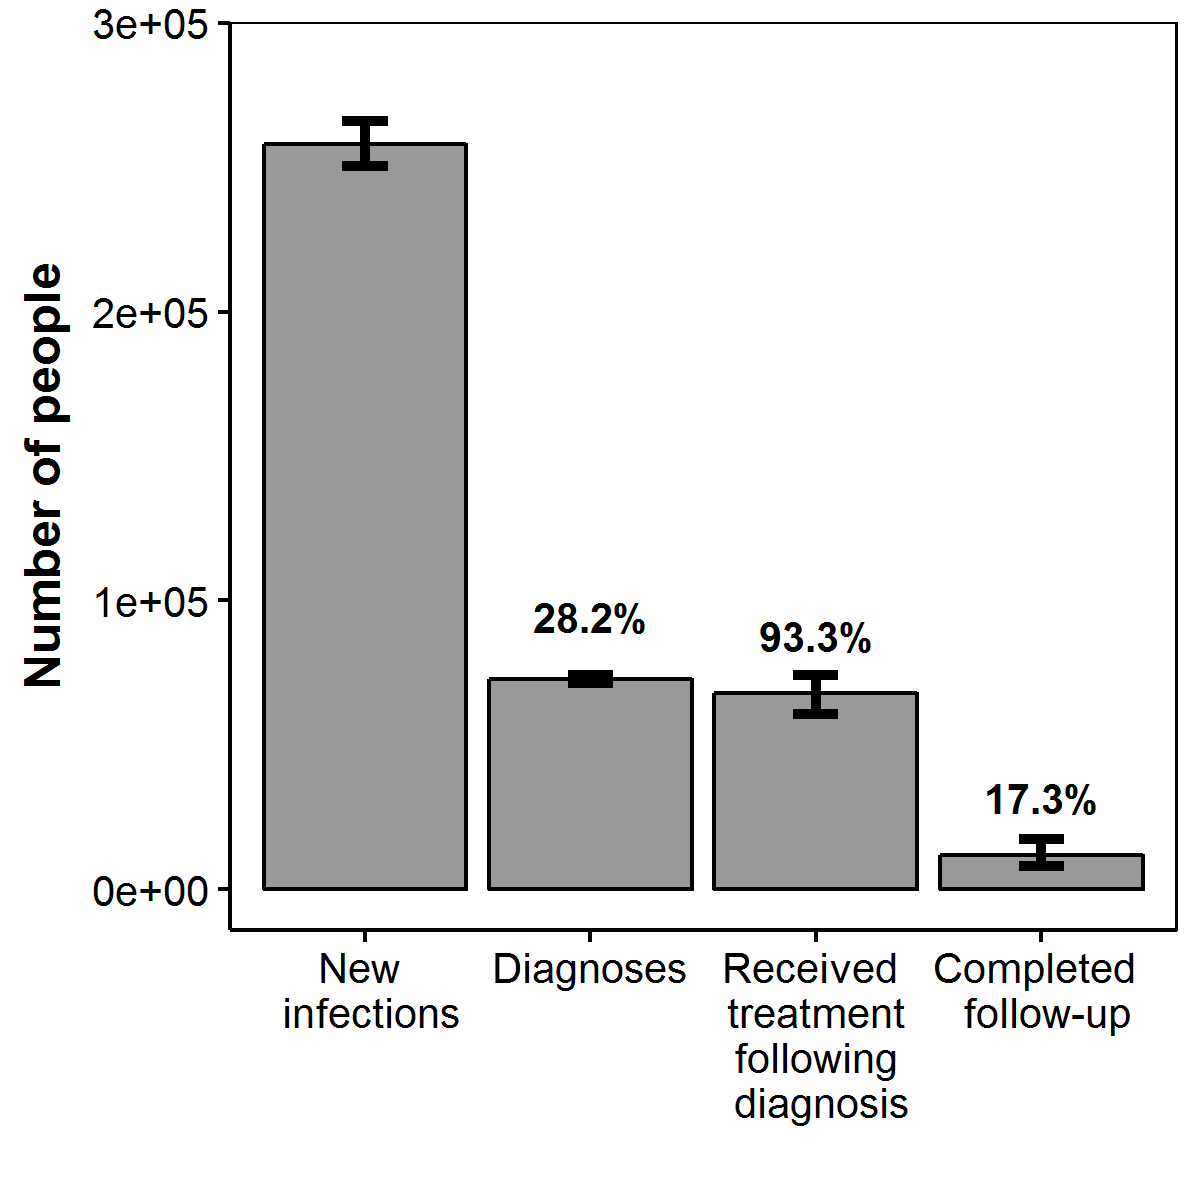 Number of people
3e+05
2e+05
1e+05
0e+00
28.2%
93.3%
17.3%
New
infections
Diagnoses
Received
treatment
following
diagnosis
Completed
follow-up